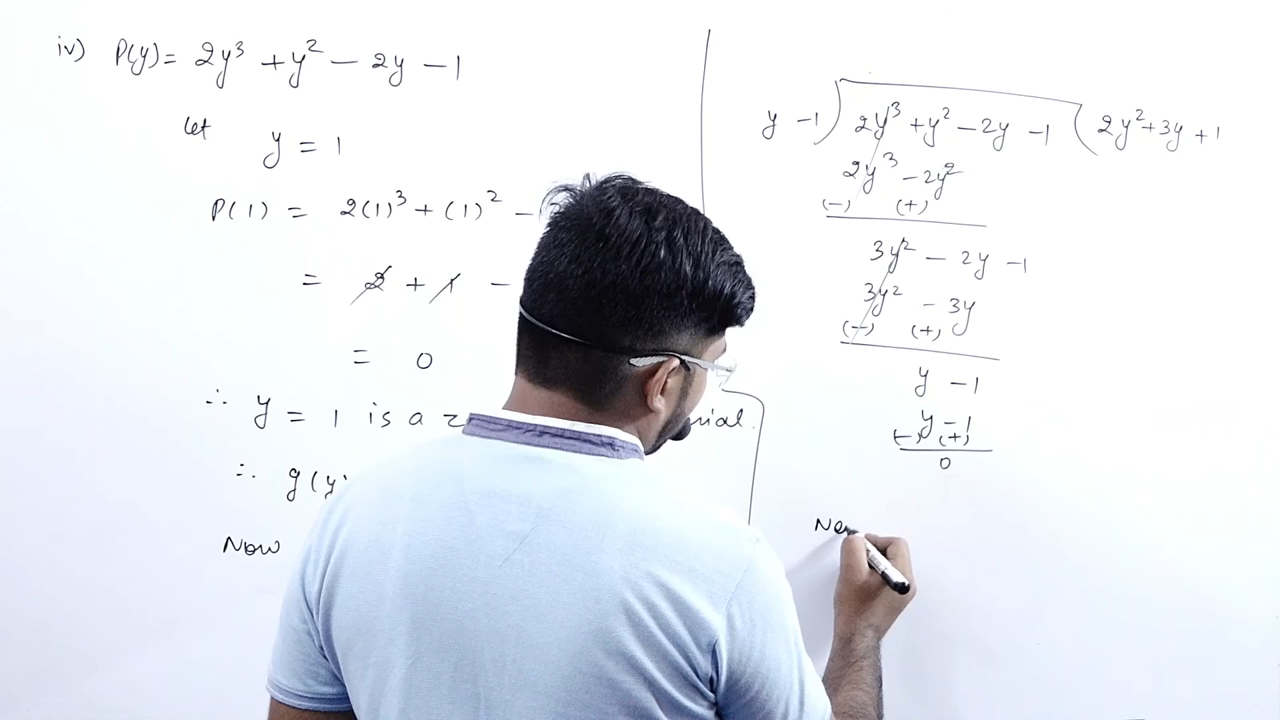 iv) P(y) = 2y³ + y² − 2y − 1
let
y = 1
P(1) = 2(1)³ + (1)² −
= 2 + 1 −
= 0
∴ y = 1 is a
∴ g(y)
Now
y − 1) 2y³ + y² − 2y − 1 ( 2y² + 3y + 1
2y³ − 2y²
(−) (+)
3y² − 2y − 1
3y² − 3y
(−) (+)
y − 1
y − 1
(−) (+)
0